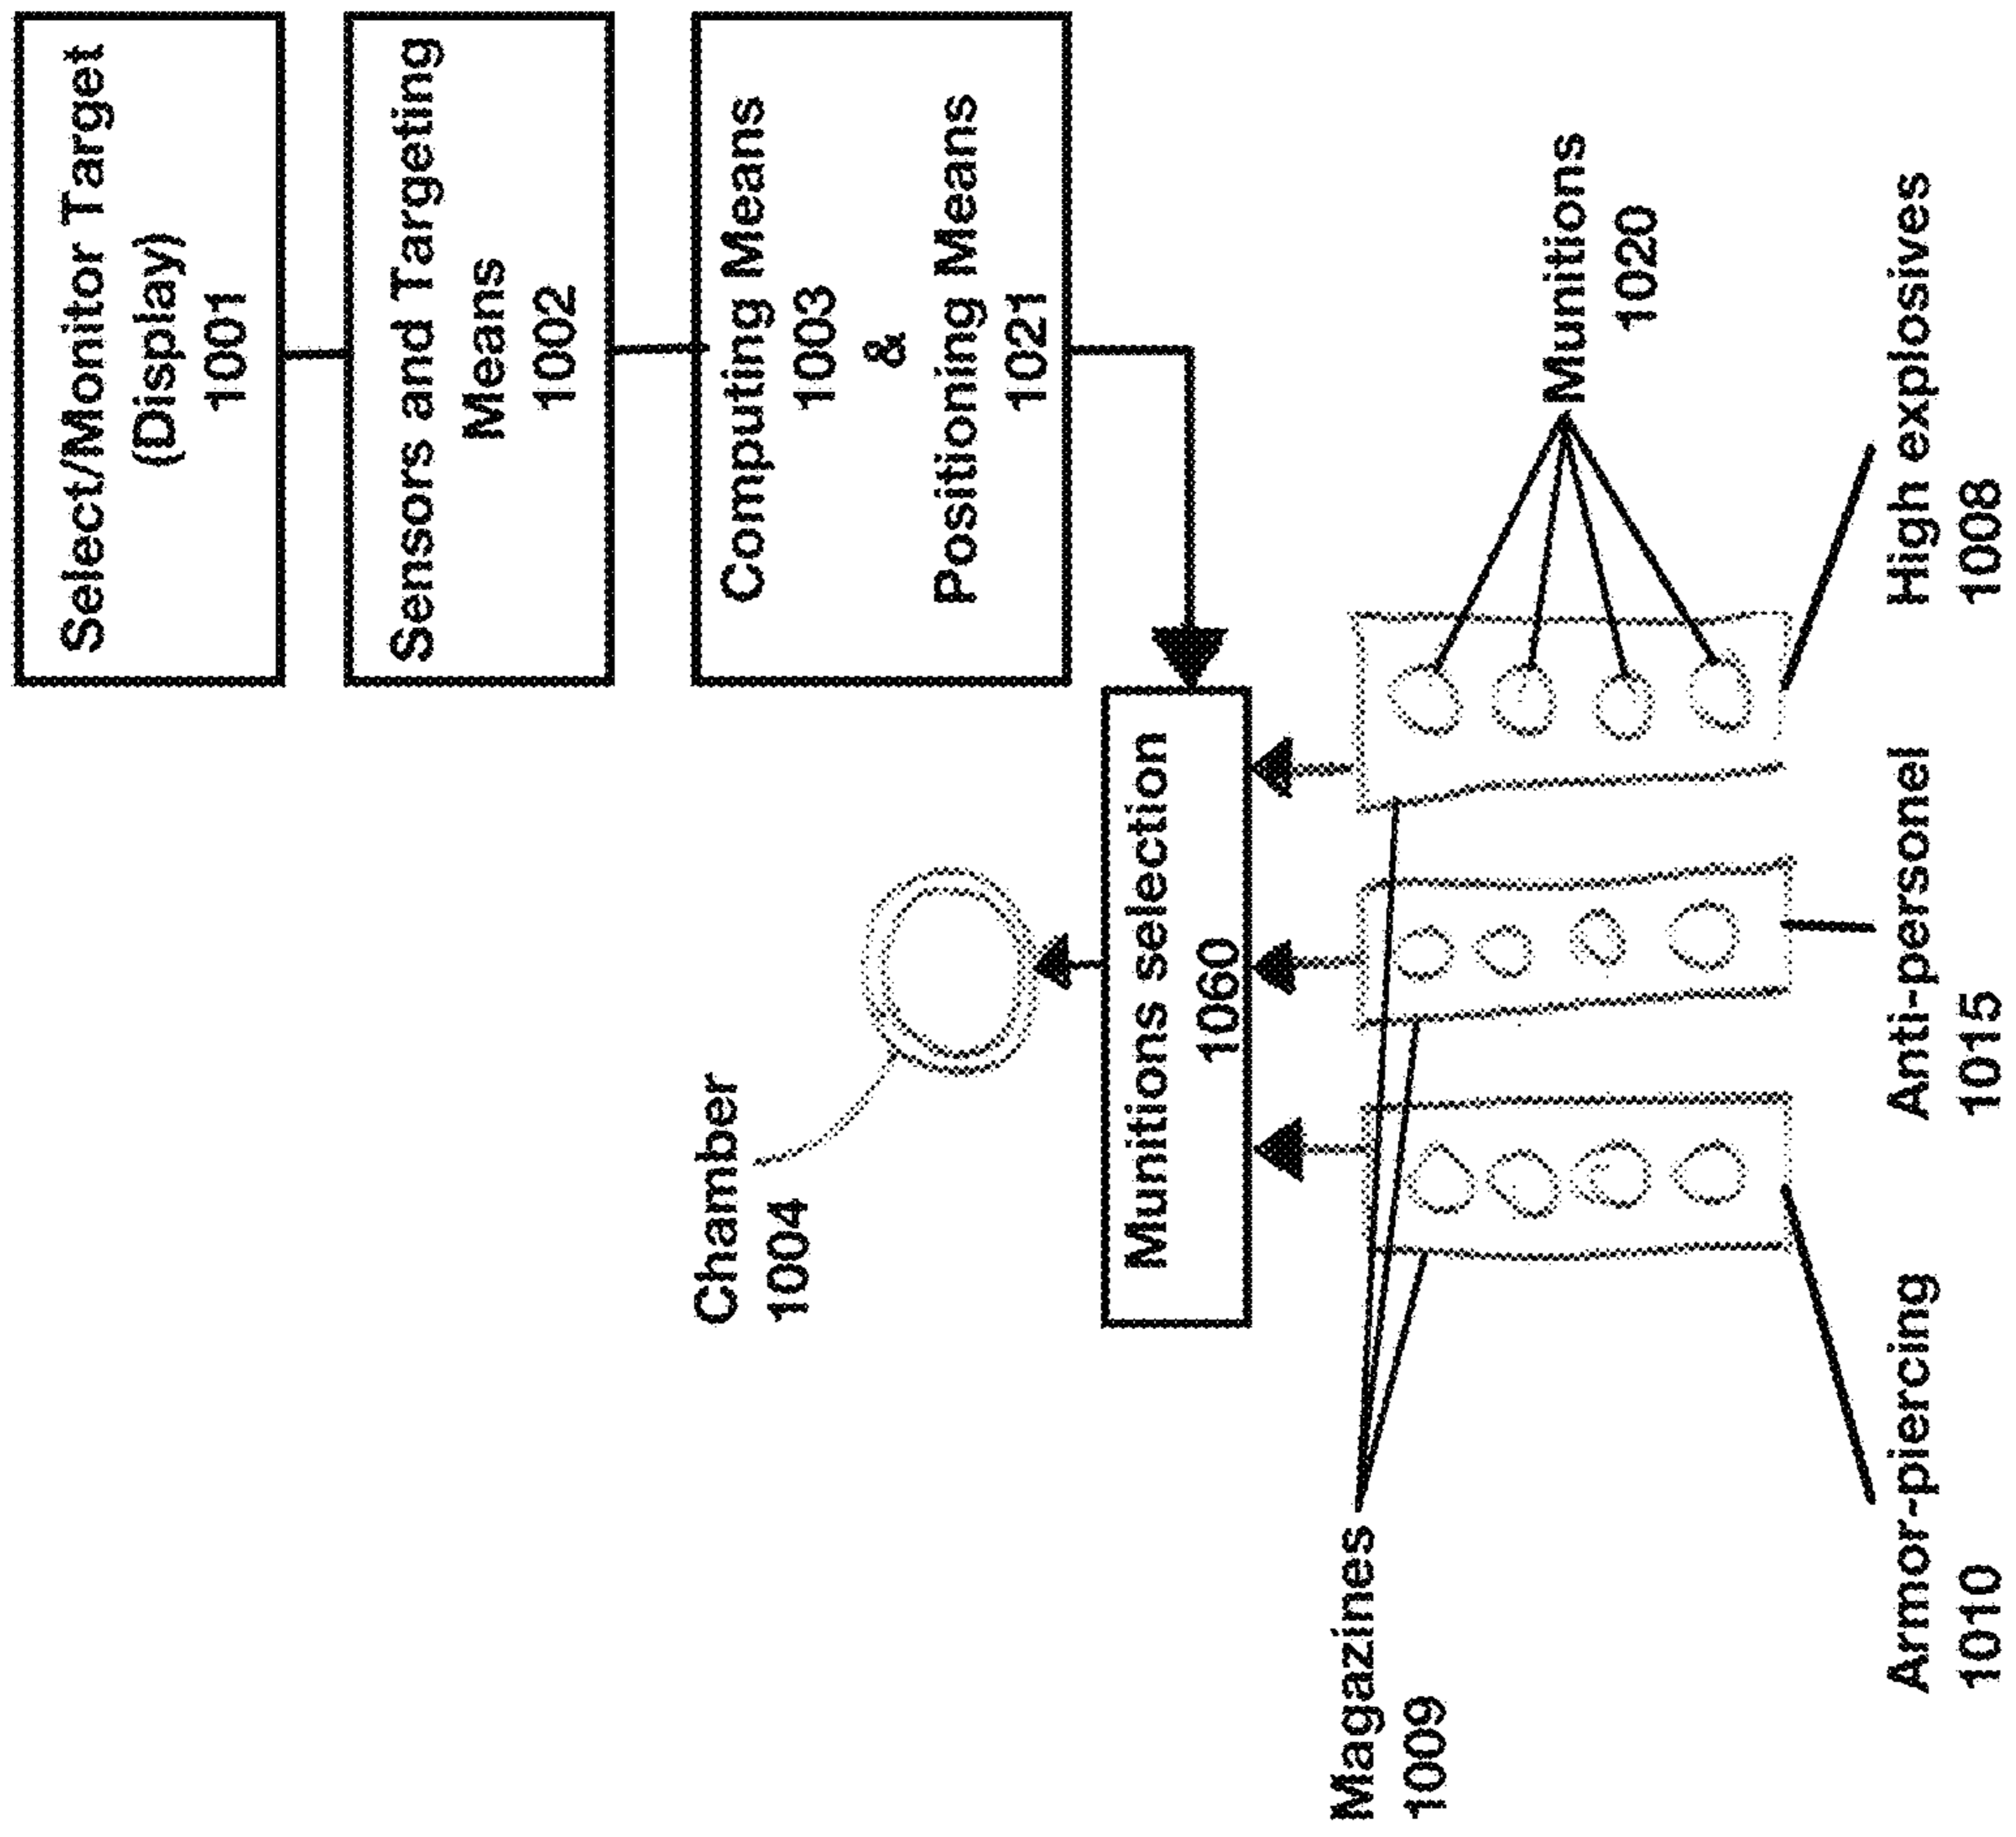 Select/Monitor Target
(Display)
1001
Sensors and Targeting
Means
1002
Computing Means
1003
&
Positioning Means
1021
Chamber
1004
Munitions selection
1060
Magazines
1009
Munitions
1020
Armor-piercing
1010
Anti-personel
1015
High explosives
1008